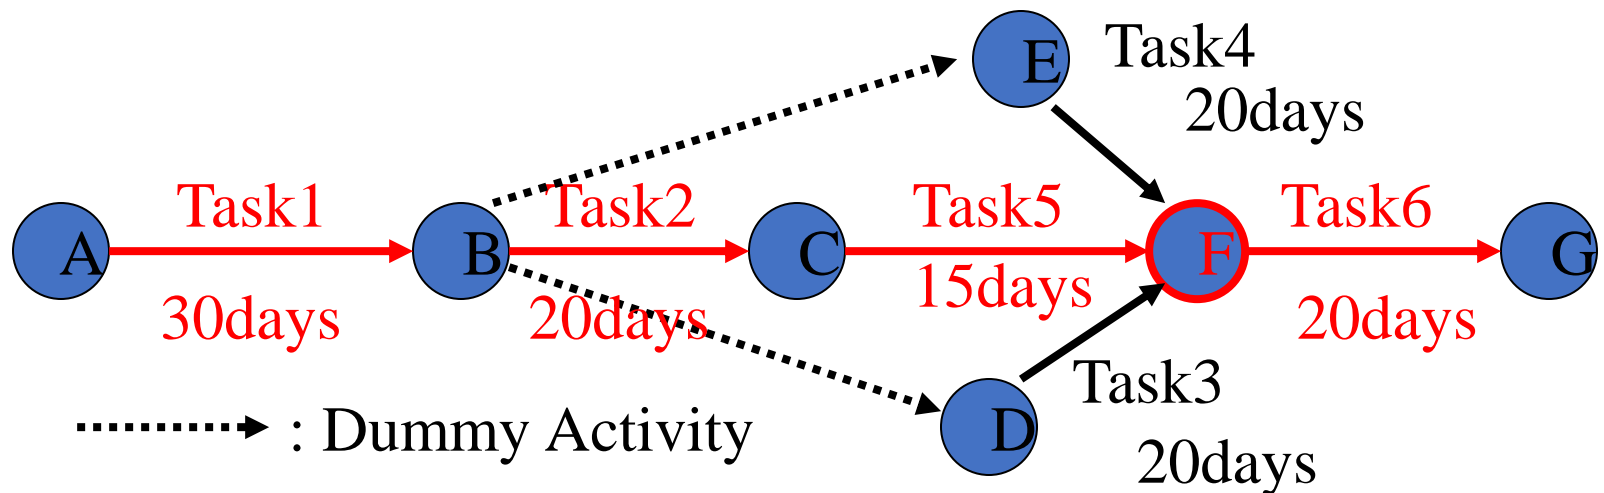 E
Task4
20days
Task1
Task2
Task5
Task6
A
B
C
F
G
30days
20days
15days
20days
Task3
D
: Dummy Activity
20days